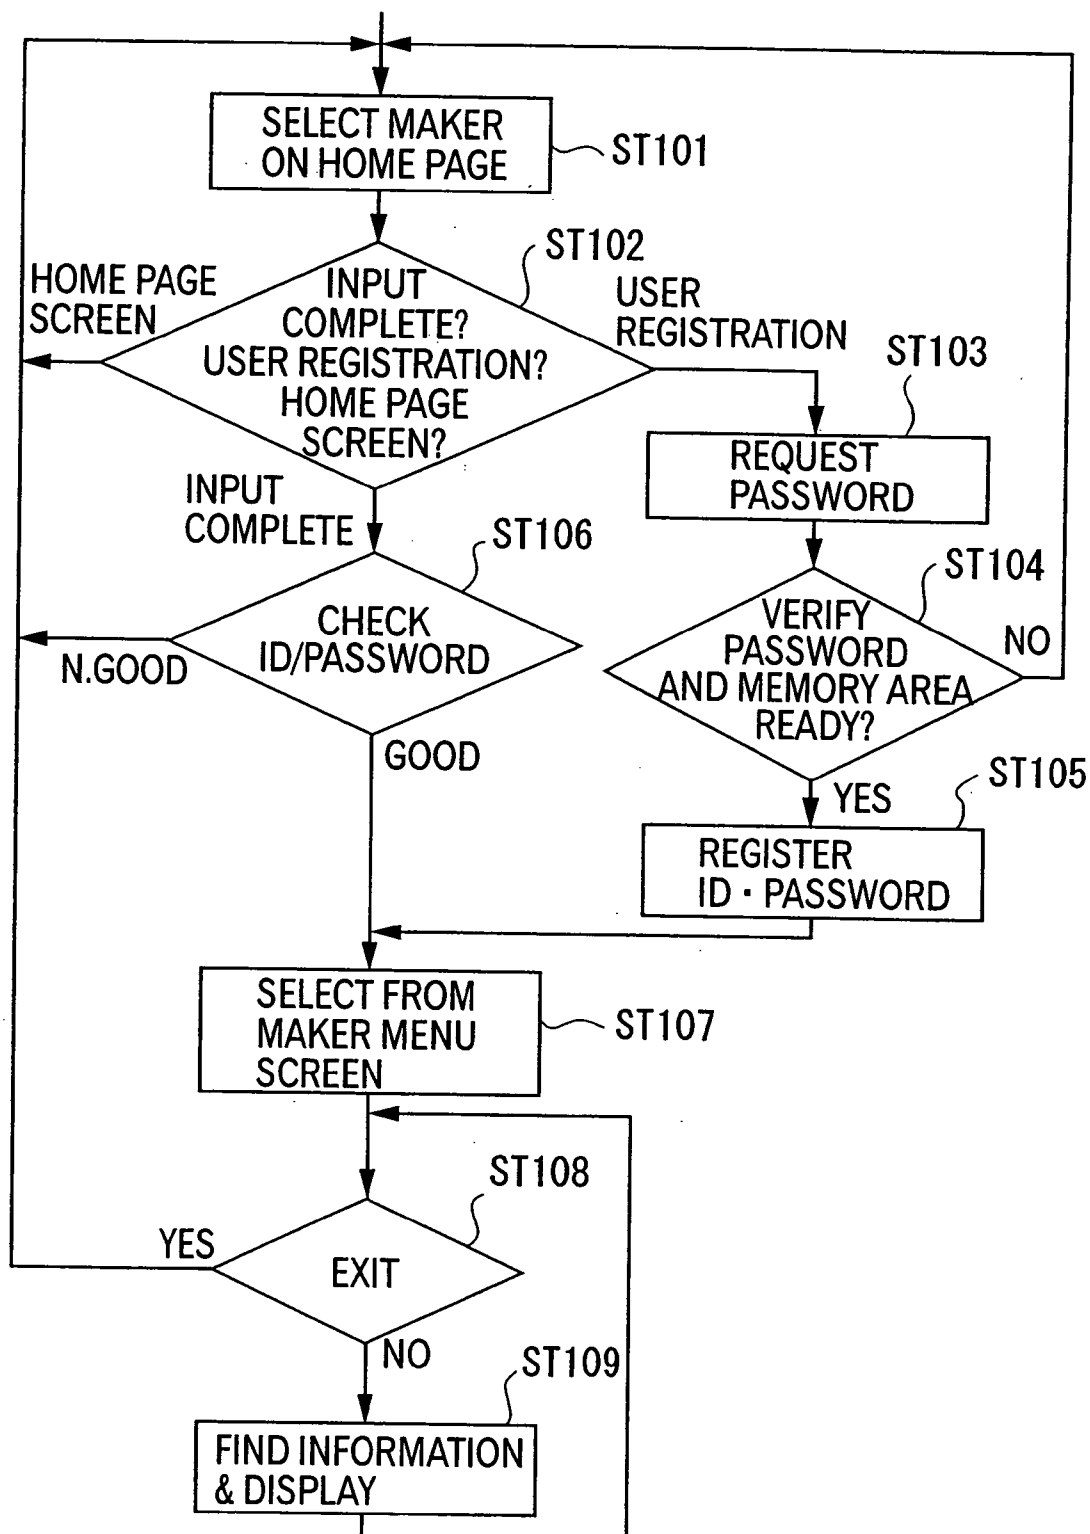 SELECT MAKER
ON HOME PAGE
ST101
ST102
HOME PAGE
SCREEN
INPUT
COMPLETE?
USER REGISTRATION?
HOME PAGE
SCREEN?
USER
REGISTRATION
ST103
REQUEST
PASSWORD
INPUT
COMPLETE
ST106
CHECK
ID/PASSWORD
N.GOOD
GOOD
ST104
VERIFY
PASSWORD
AND MEMORY AREA
READY?
NO
YES
ST105
REGISTER
ID・PASSWORD
SELECT FROM
MAKER MENU
SCREEN
ST107
ST108
YES
EXIT
NO
ST109
FIND INFORMATION
& DISPLAY